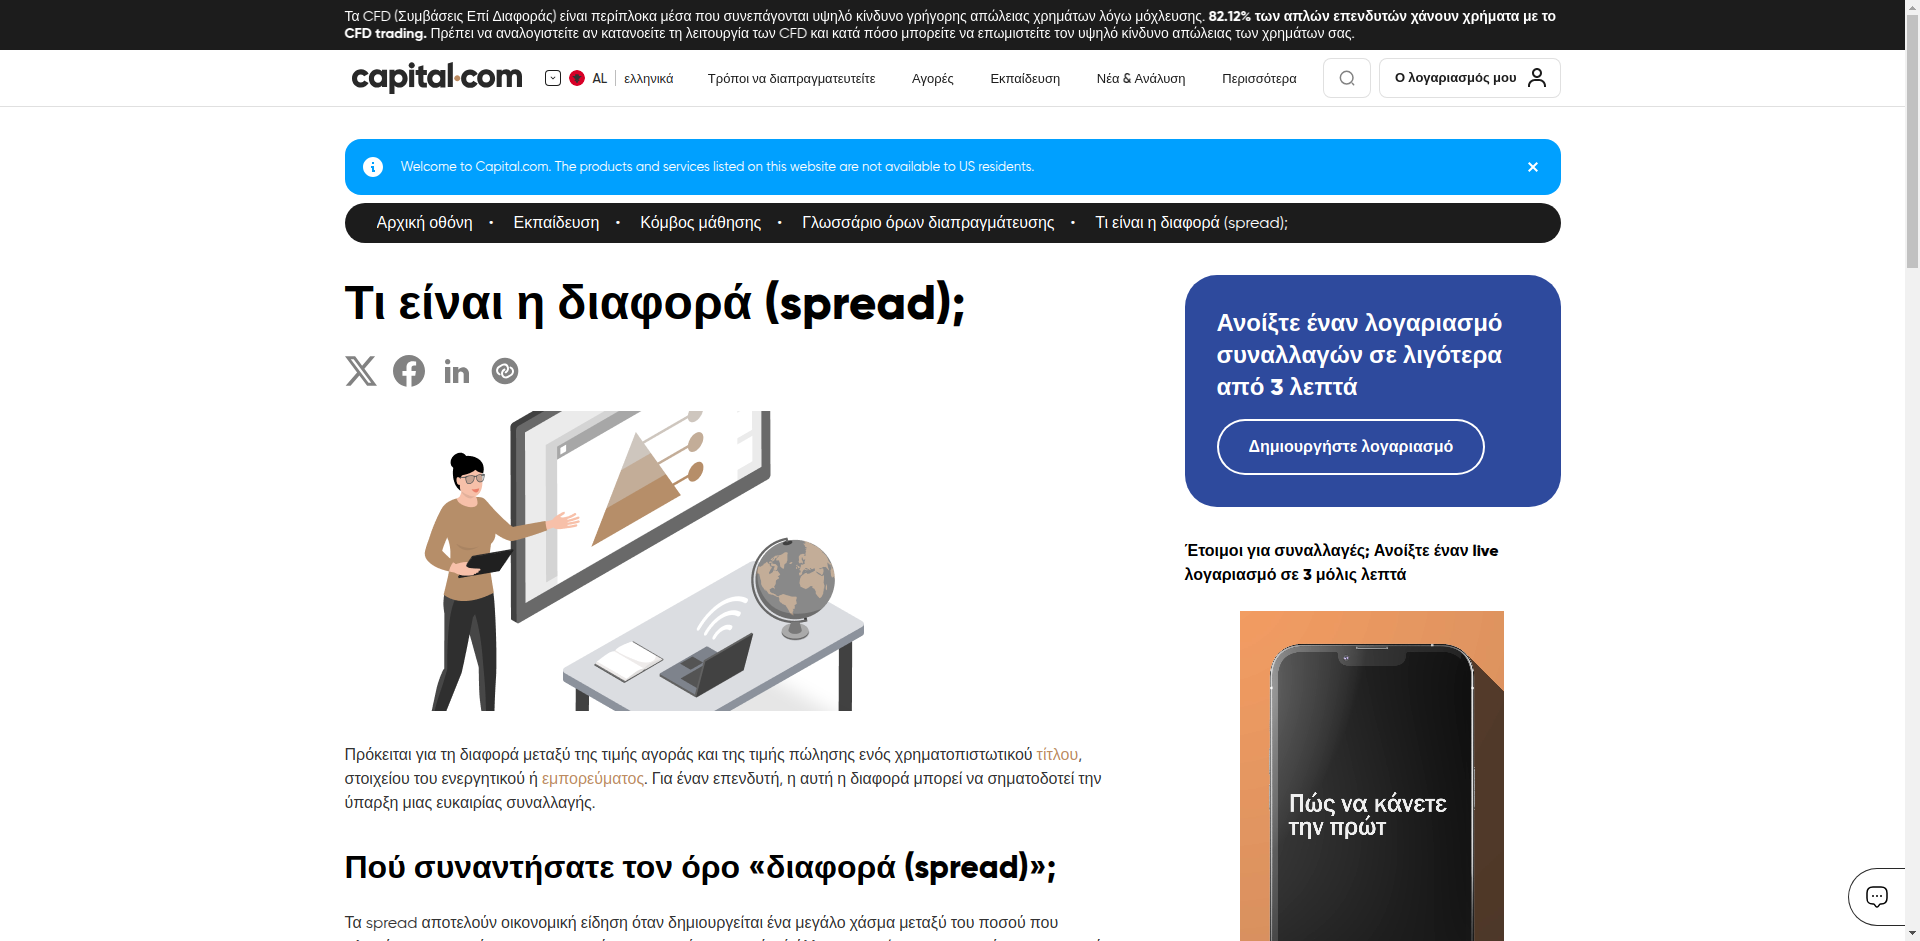 Τα CFD (Συμβάσεις Επί Διαφοράς) είναι περίπλοκα μέσα που συνεπάγονται υψηλό κίνδυνο γρήγορης απώλειας χρημάτων λόγω μόχλευσης. 82.12% των απλών επενδυτών χάνουν χρήματα με το
CFD trading. Πρέπει να αναλογιστείτε αν κατανοείτε τη λειτουργία των CFD και κατά πόσο μπορείτε να επωμιστείτε τον υψηλό κίνδυνο απώλειας των χρημάτων σας.
capital.com AL ελληνικά Τρόποι να διαπραγματευτείτε Αγορές Εκπαίδευση Νέα & Ανάλυση Περισσότερα Ο λογαριασμός μου
Welcome to Capital.com. The products and services listed on this website are not available to US residents.
Αρχική οθόνη • Εκπαίδευση • Κόμβος μάθησης • Γλωσσάριο όρων διαπραγμάτευσης • Τι είναι η διαφορά (spread);
Τι είναι η διαφορά (spread);
Πρόκειται για τη διαφορά μεταξύ της τιμής αγοράς και της τιμής πώλησης ενός χρηματοπιστωτικού τίτλου,
στοιχείου του ενεργητικού ή εμπορεύματος. Για έναν επενδυτή, η αυτή η διαφορά μπορεί να σηματοδοτεί την
ύπαρξη μιας ευκαιρίας συναλλαγής.
Πού συναντήσατε τον όρο «διαφορά (spread)»;
Τα spread αποτελούν οικονομική είδηση όταν δημιουργείται ένα μεγάλο χάσμα μεταξύ του ποσού που
Ανοίξτε έναν λογαριασμό
συναλλαγών σε λιγότερα
από 3 λεπτά
Δημιουργήστε λογαριασμό
Έτοιμοι για συναλλαγές; Ανοίξτε έναν live
λογαριασμό σε 3 μόλις λεπτά
Πώς να κάνετε
την πρώτ